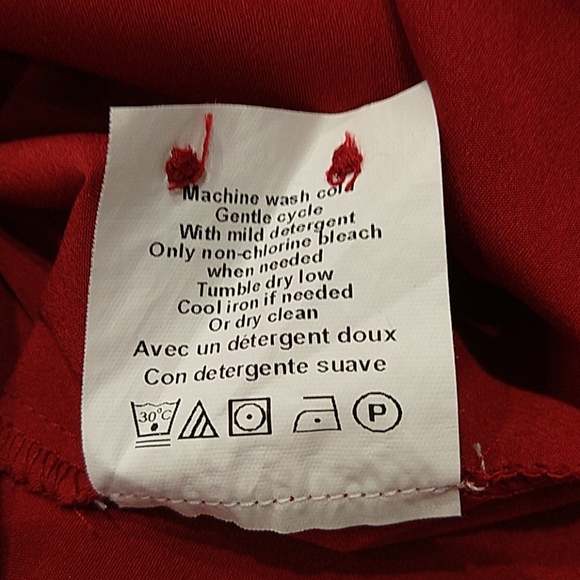 Machine wash cold
Gentle cycle
With mild detergent
Only non-chlorine bleach
when needed
Tumble dry low
Cool iron if needed
Or dry clean
Avec un détergent doux
Con detergente suave
30°C
P